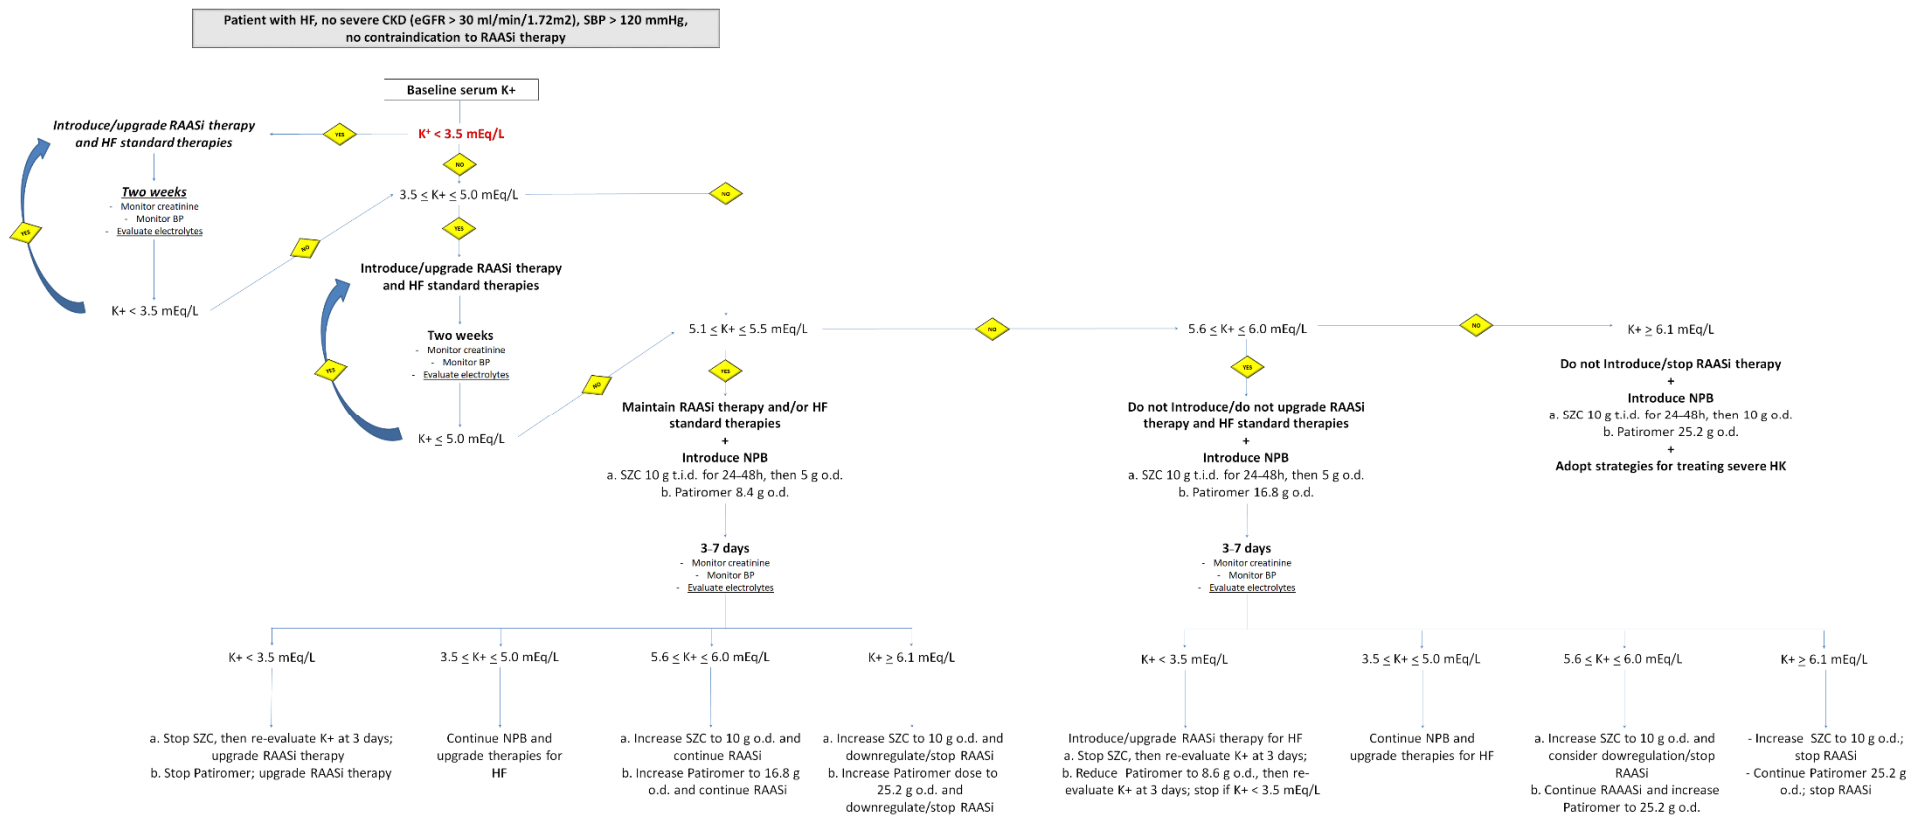 Patient with HF, no severe CKD (eGFR > 30 ml/min/1.72m2), SBP > 120 mmHg,
no contraindication to RAASi therapy
Baseline serum K+
K+ < 3.5 mEq/L
YES
Introduce/upgrade RAASi therapy
and HF standard therapies
Two weeks
- Monitor creatinine
- Monitor BP
- Evaluate electrolytes
YES
K+ < 3.5 mEq/L
NO
NO
3.5 ≤ K+ ≤ 5.0 mEq/L
NO
YES
Introduce/upgrade RAASi therapy
and HF standard therapies
Two weeks
- Monitor creatinine
- Monitor BP
- Evaluate electrolytes
YES
K+ ≤ 5.0 mEq/L
NO
5.1 ≤ K+ ≤ 5.5 mEq/L
NO
YES
Maintain RAASi therapy and/or HF
standard therapies
+
Introduce NPB
a. SZC 10 g t.i.d. for 24-48h, then 5 g o.d.
b. Patiromer 8.4 g o.d.
3-7 days
- Monitor creatinine
- Monitor BP
- Evaluate electrolytes
5.6 ≤ K+ ≤ 6.0 mEq/L
NO
YES
Do not Introduce/do not upgrade RAASi
therapy and HF standard therapies
+
Introduce NPB
a. SZC 10 g t.i.d. for 24-48h, then 5 g o.d.
b. Patiromer 16.8 g o.d.
3-7 days
- Monitor creatinine
- Monitor BP
- Evaluate electrolytes
K+ ≥ 6.1 mEq/L
Do not Introduce/stop RAASi therapy
+
Introduce NPB
a. SZC 10 g t.i.d. for 24-48h, then 10 g o.d.
b. Patiromer 25.2 g o.d.
+
Adopt strategies for treating severe HK
K+ < 3.5 mEq/L
a. Stop SZC, then re-evaluate K+ at 3 days;
upgrade RAASi therapy
b. Stop Patiromer; upgrade RAASi therapy
3.5 ≤ K+ ≤ 5.0 mEq/L
Continue NPB and
upgrade therapies for
HF
5.6 ≤ K+ ≤ 6.0 mEq/L
a. Increase SZC to 10 g o.d. and
continue RAASi
b. Increase Patiromer to 16.8 g
o.d. and continue RAASi
K+ ≥ 6.1 mEq/L
a. Increase SZC to 10 g o.d. and
downregulate/stop RAASi
b. Increase Patiromer dose to
25.2 g o.d. and
downregulate/stop RAASi
K+ < 3.5 mEq/L
Introduce/upgrade RAASi therapy for HF
a. Stop SZC, then re-evaluate K+ at 3 days;
b. Reduce Patiromer to 8.6 g o.d., then re-
evaluate K+ at 3 days; stop if K+ < 3.5 mEq/L
3.5 ≤ K+ ≤ 5.0 mEq/L
Continue NPB and
upgrade therapies for HF
5.6 ≤ K+ ≤ 6.0 mEq/L
a. Increase SZC to 10 g o.d. and
consider dowregulation/stop
RAASi
b. Continue RAAASi and increase
Patiromer to 25.2 g o.d.
K+ ≥ 6.1 mEq/L
- Increase SZC to 10 g o.d.;
stop RAASi
- Continue Patiromer 25.2 g
o.d.; stop RAASi